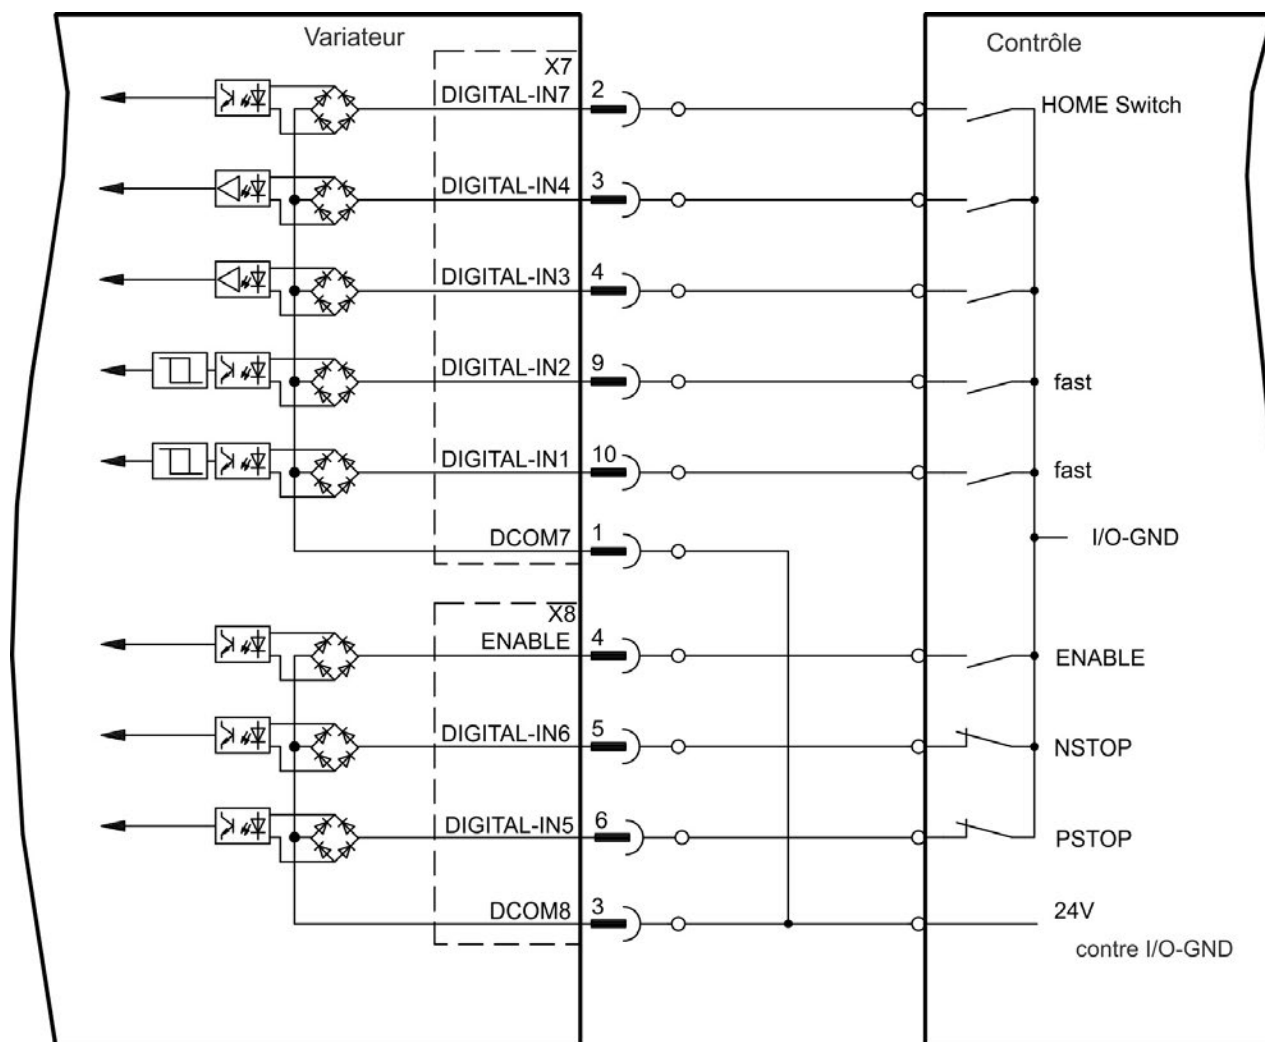 Variateur
Contrôle
X7
DIGITAL-IN7 2 HOME Switch
DIGITAL-IN4 3
DIGITAL-IN3 4
DIGITAL-IN2 9 fast
DIGITAL-IN1 10 fast
DCOM7 1 I/O-GND
X8
ENABLE 4 ENABLE
DIGITAL-IN6 5 NSTOP
DIGITAL-IN5 6 PSTOP
DCOM8 3 24V
contre I/O-GND